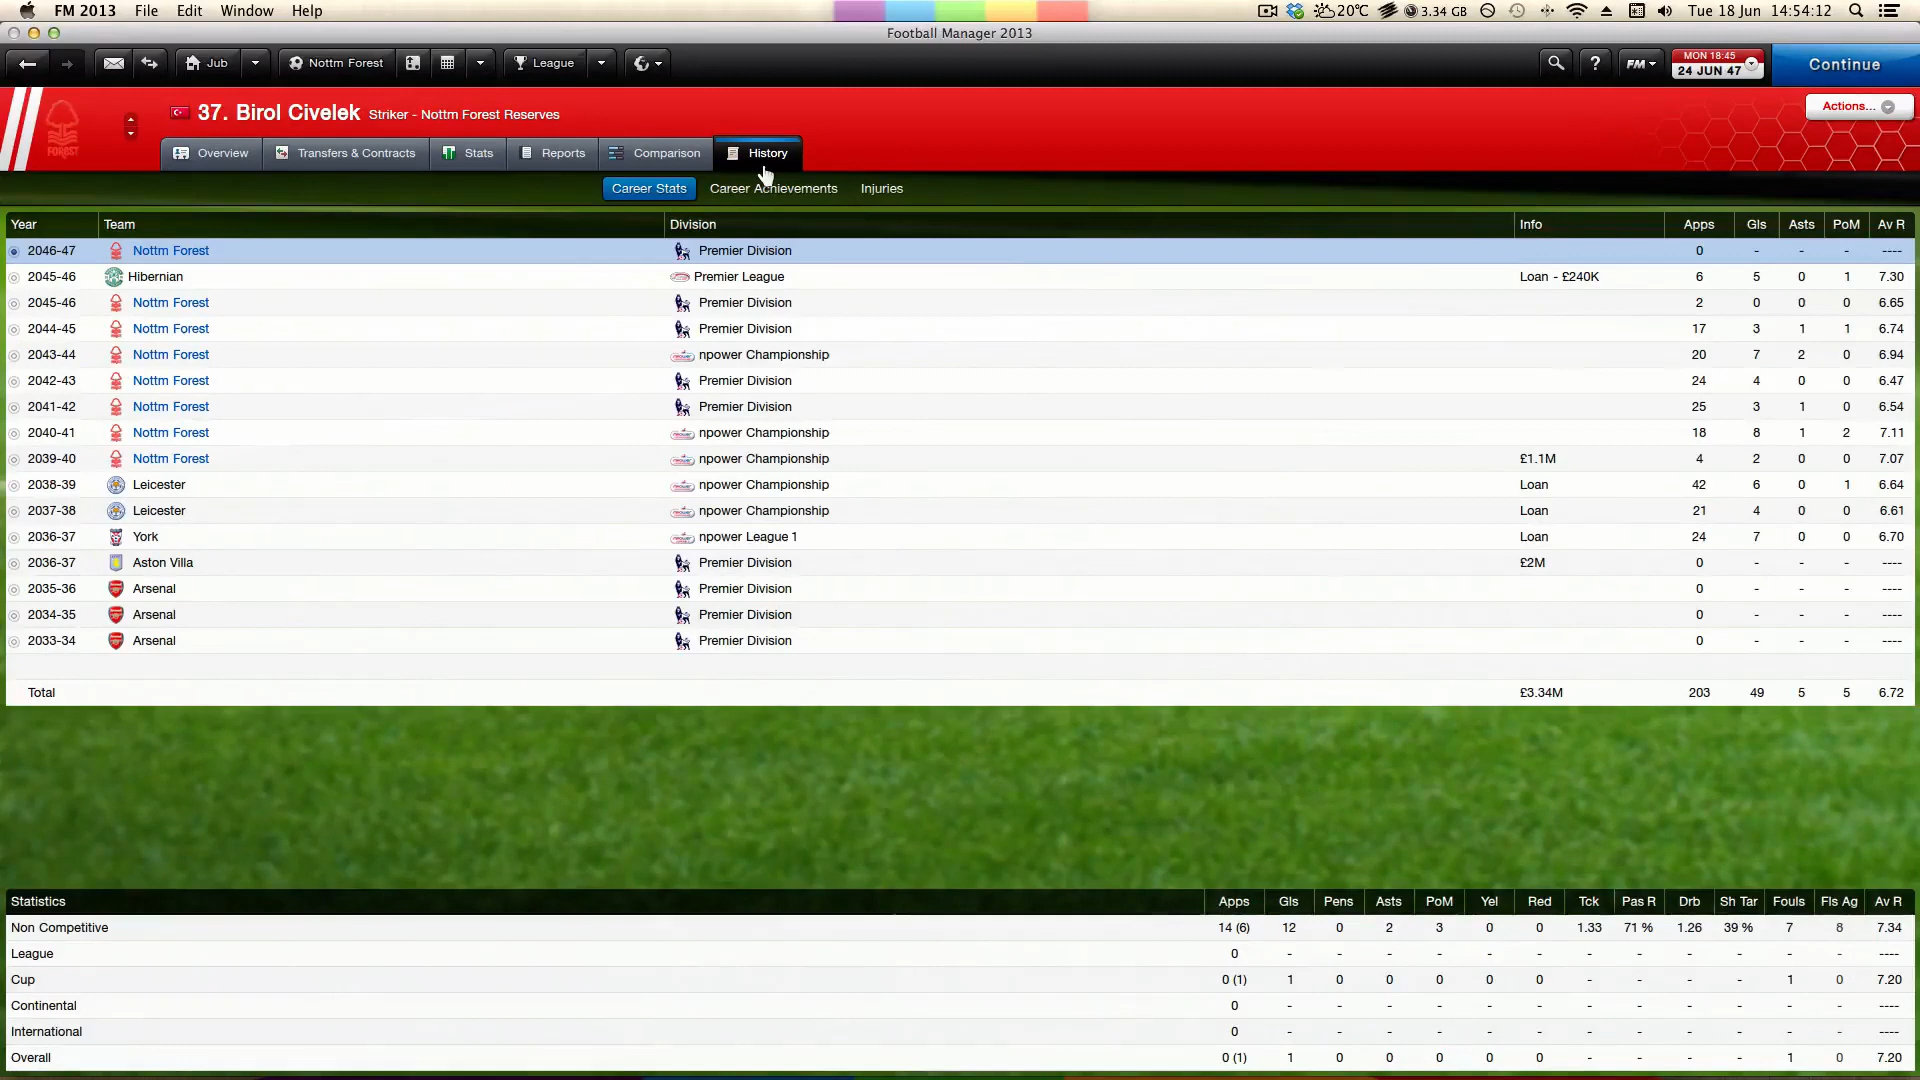 FM 2013 File Edit Window Help 20°C 3.34 GB Tue 18 Jun 14:54:12
Football Manager 2013
Jub Nottm Forest League ? FM MON 18:45 24 JUN 47 Continue
37. Birol Civelek Striker - Nottm Forest Reserves Actions...
FOREST
Overview Transfers & Contracts Stats Reports Comparison History
Career Stats Career Achievements Injuries
Year Team Division Info Apps Gls Asts PoM Av R
2046-47 Nottm Forest Premier Division 0 - - - ----
2045-46 Hibernian Premier League Loan - £240K 6 5 0 1 7.30
2045-46 Nottm Forest Premier Division 2 0 0 0 6.65
2044-45 Nottm Forest Premier Division 17 3 1 1 6.74
2043-44 Nottm Forest npower Championship 20 7 2 0 6.94
2042-43 Nottm Forest Premier Division 24 4 0 0 6.47
2041-42 Nottm Forest Premier Division 25 3 1 0 6.54
2040-41 Nottm Forest npower Championship 18 8 1 2 7.11
2039-40 Nottm Forest npower Championship £1.1M 4 2 0 0 7.07
2038-39 Leicester npower Championship Loan 42 6 0 1 6.64
2037-38 Leicester npower Championship Loan 21 4 0 0 6.61
2036-37 York npower League 1 Loan 24 7 0 0 6.70
2036-37 Aston Villa Premier Division £2M 0 - - - ----
2035-36 Arsenal Premier Division 0 - - - ----
2034-35 Arsenal Premier Division 0 - - - ----
2033-34 Arsenal Premier Division 0 - - - ----
Total £3.34M 203 49 5 5 6.72
Statistics Apps Gls Pens Asts PoM Yel Red Tck Pas R Drb Sh Tar Fouls Fls Ag Av R
Non Competitive 14 (6) 12 0 2 3 0 0 1.33 71 % 1.26 39 % 7 8 7.34
League 0 - - - - - - - - - - - - ----
Cup 0 (1) 1 0 0 0 0 0 - - - - 1 0 7.20
Continental 0 - - - - - - - - - - - - ----
International 0 - - - - - - - - - - - - ----
Overall 0 (1) 1 0 0 0 0 0 - - - - 1 0 7.20